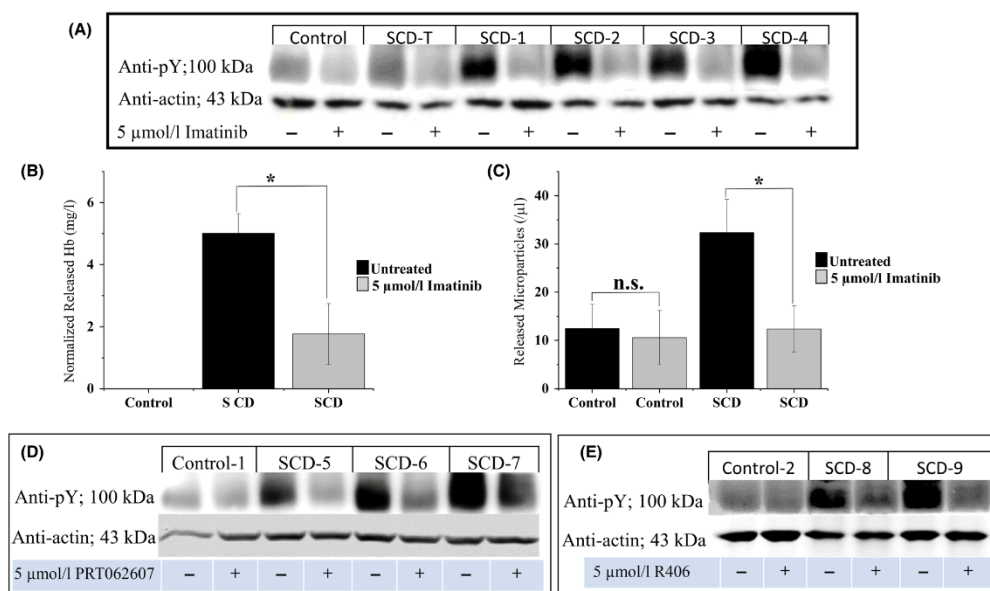 (A)
Control SCD-T SCD-1 SCD-2 SCD-3 SCD-4
Anti-pY;100 kDa
Anti-actin; 43 kDa
5 µmol/l Imatinib – + – + – + – + – + – +
(B)
Normalized Released Hb (mg/l)
6
4
2
0
*
Untreated
5 µmol/l Imatinib
Control S CD SCD
(C)
Released Microparticles (/µl)
40
30
20
10
0
n.s.
*
Untreated
5 µmol/l Imatinib
Control Control SCD SCD
(D)
Control-1 SCD-5 SCD-6 SCD-7
Anti-pY; 100 kDa
Anti-actin; 43 kDa
5 µmol/l PRT062607 – + – + – + – +
(E)
Control-2 SCD-8 SCD-9
Anti-pY; 100 kDa
Anti-actin; 43 kDa
5 µmol/l R406 – + – + – +